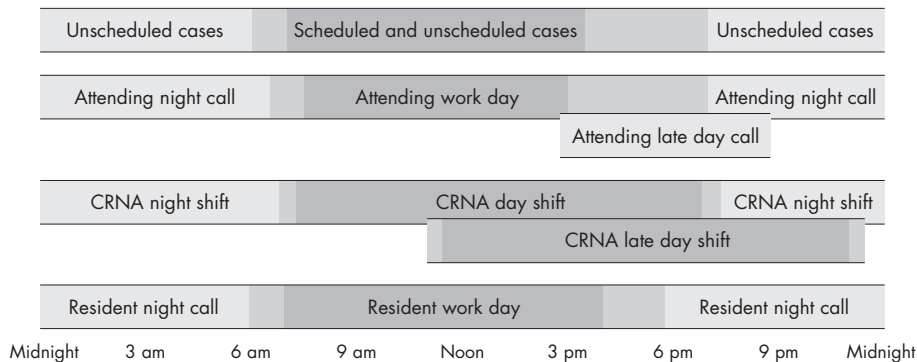 Unscheduled cases Scheduled and unscheduled cases Unscheduled cases
Attending night call Attending work day Attending night call
Attending late day call
CRNA night shift CRNA day shift CRNA night shift
CRNA late day shift
Resident night call Resident work day Resident night call
Midnight 3 am 6 am 9 am Noon 3 pm 6 pm 9 pm Midnight